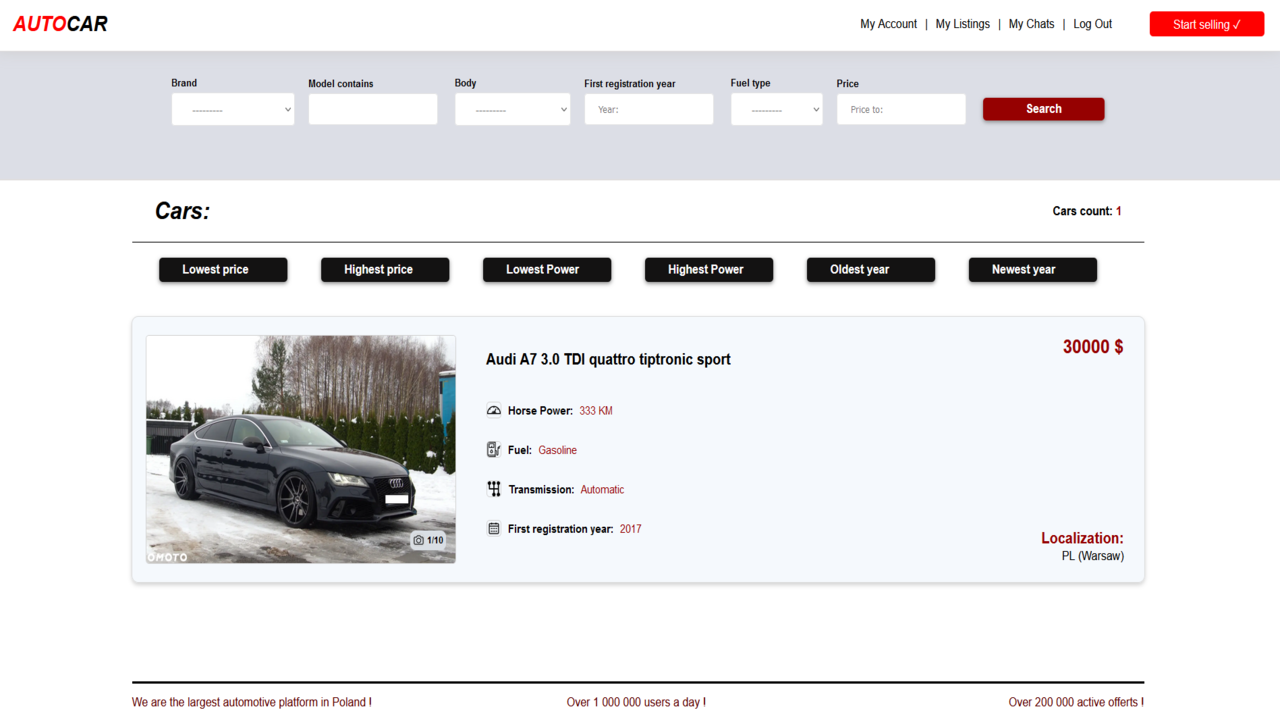 AUTOCAR
My Account | My Listings | My Chats | Log Out
Start selling ✓
Brand
Model contains
Body
First registration year
Fuel type
Price
---------
---------
Year:
---------
Price to:
Search
Cars:
Cars count: 1
Lowest price
Highest price
Lowest Power
Highest Power
Oldest year
Newest year
Audi A7 3.0 TDI quattro tiptronic sport
30000 $
Horse Power: 333 KM
Fuel: Gasoline
Transmission: Automatic
First registration year: 2017
1/10
OMOTO
Localization:
PL (Warsaw)
We are the largest automotive platform in Poland !
Over 1 000 000 users a day !
Over 200 000 active offerts !